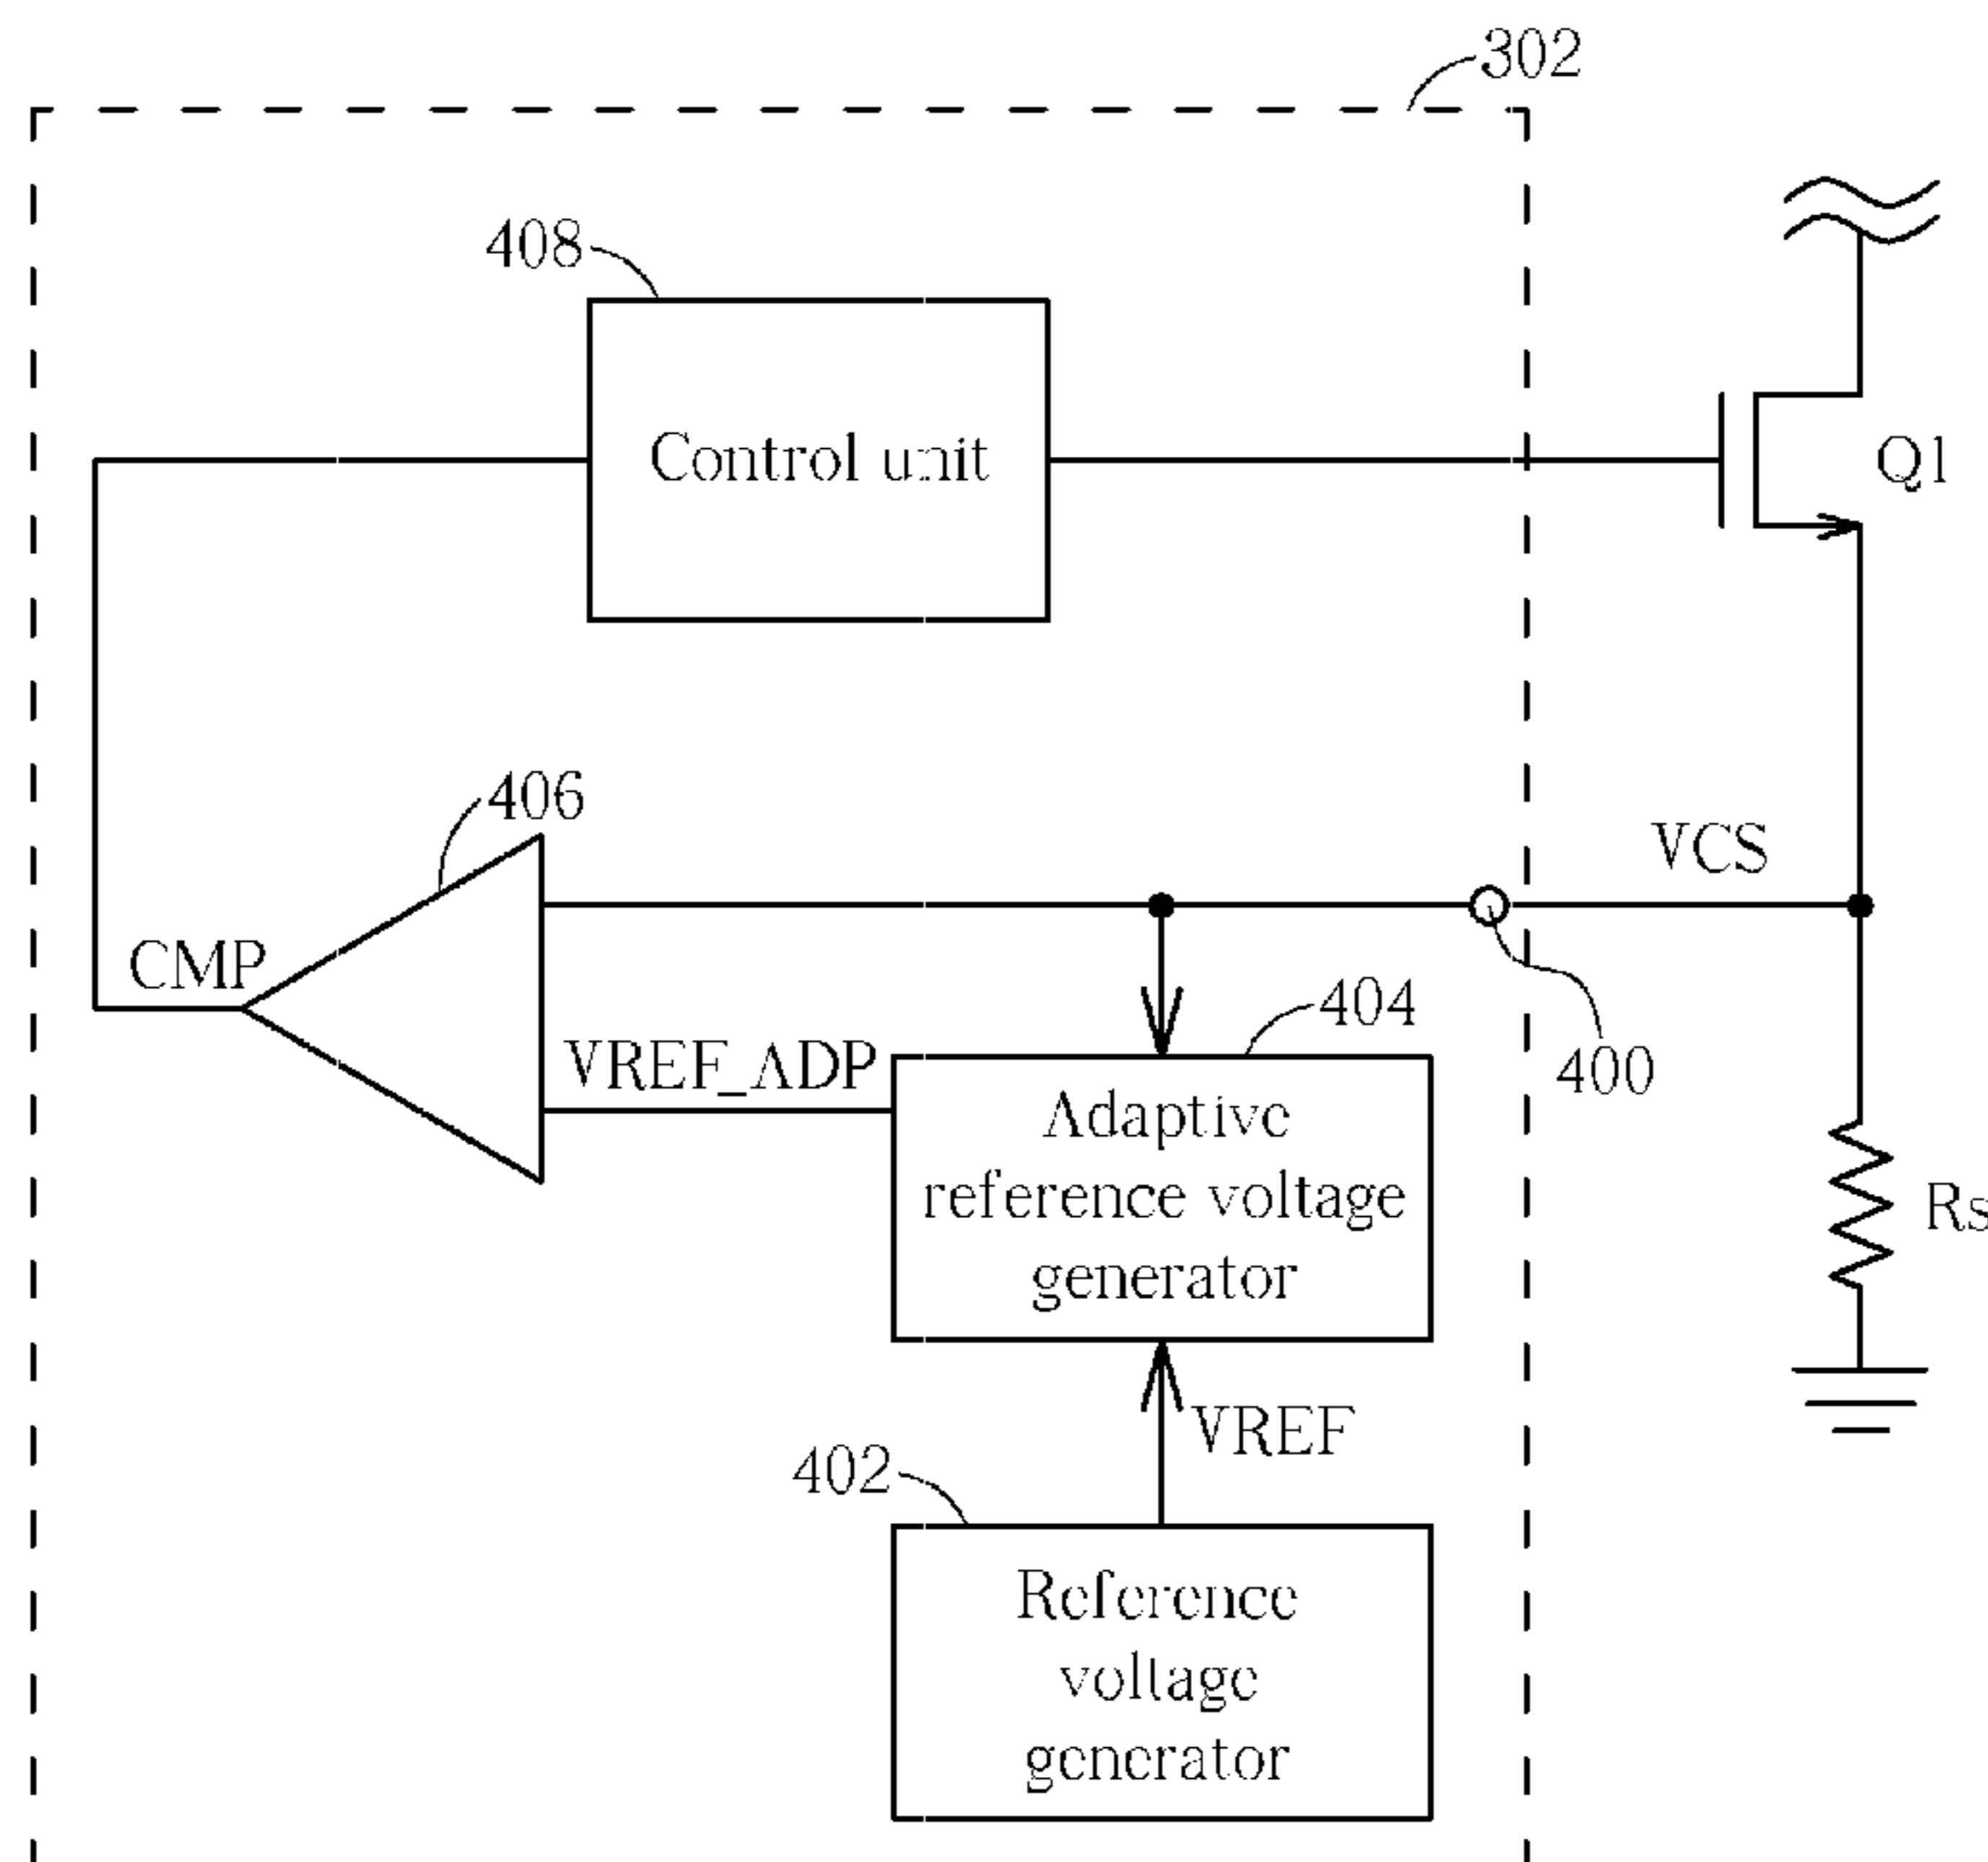 302
408
Control unit
Q1
406
VCS
CMP
404
VREF_ADP
400
Adaptive
reference voltage
generator
Rs
VREF
402
Reference
voltage
generator